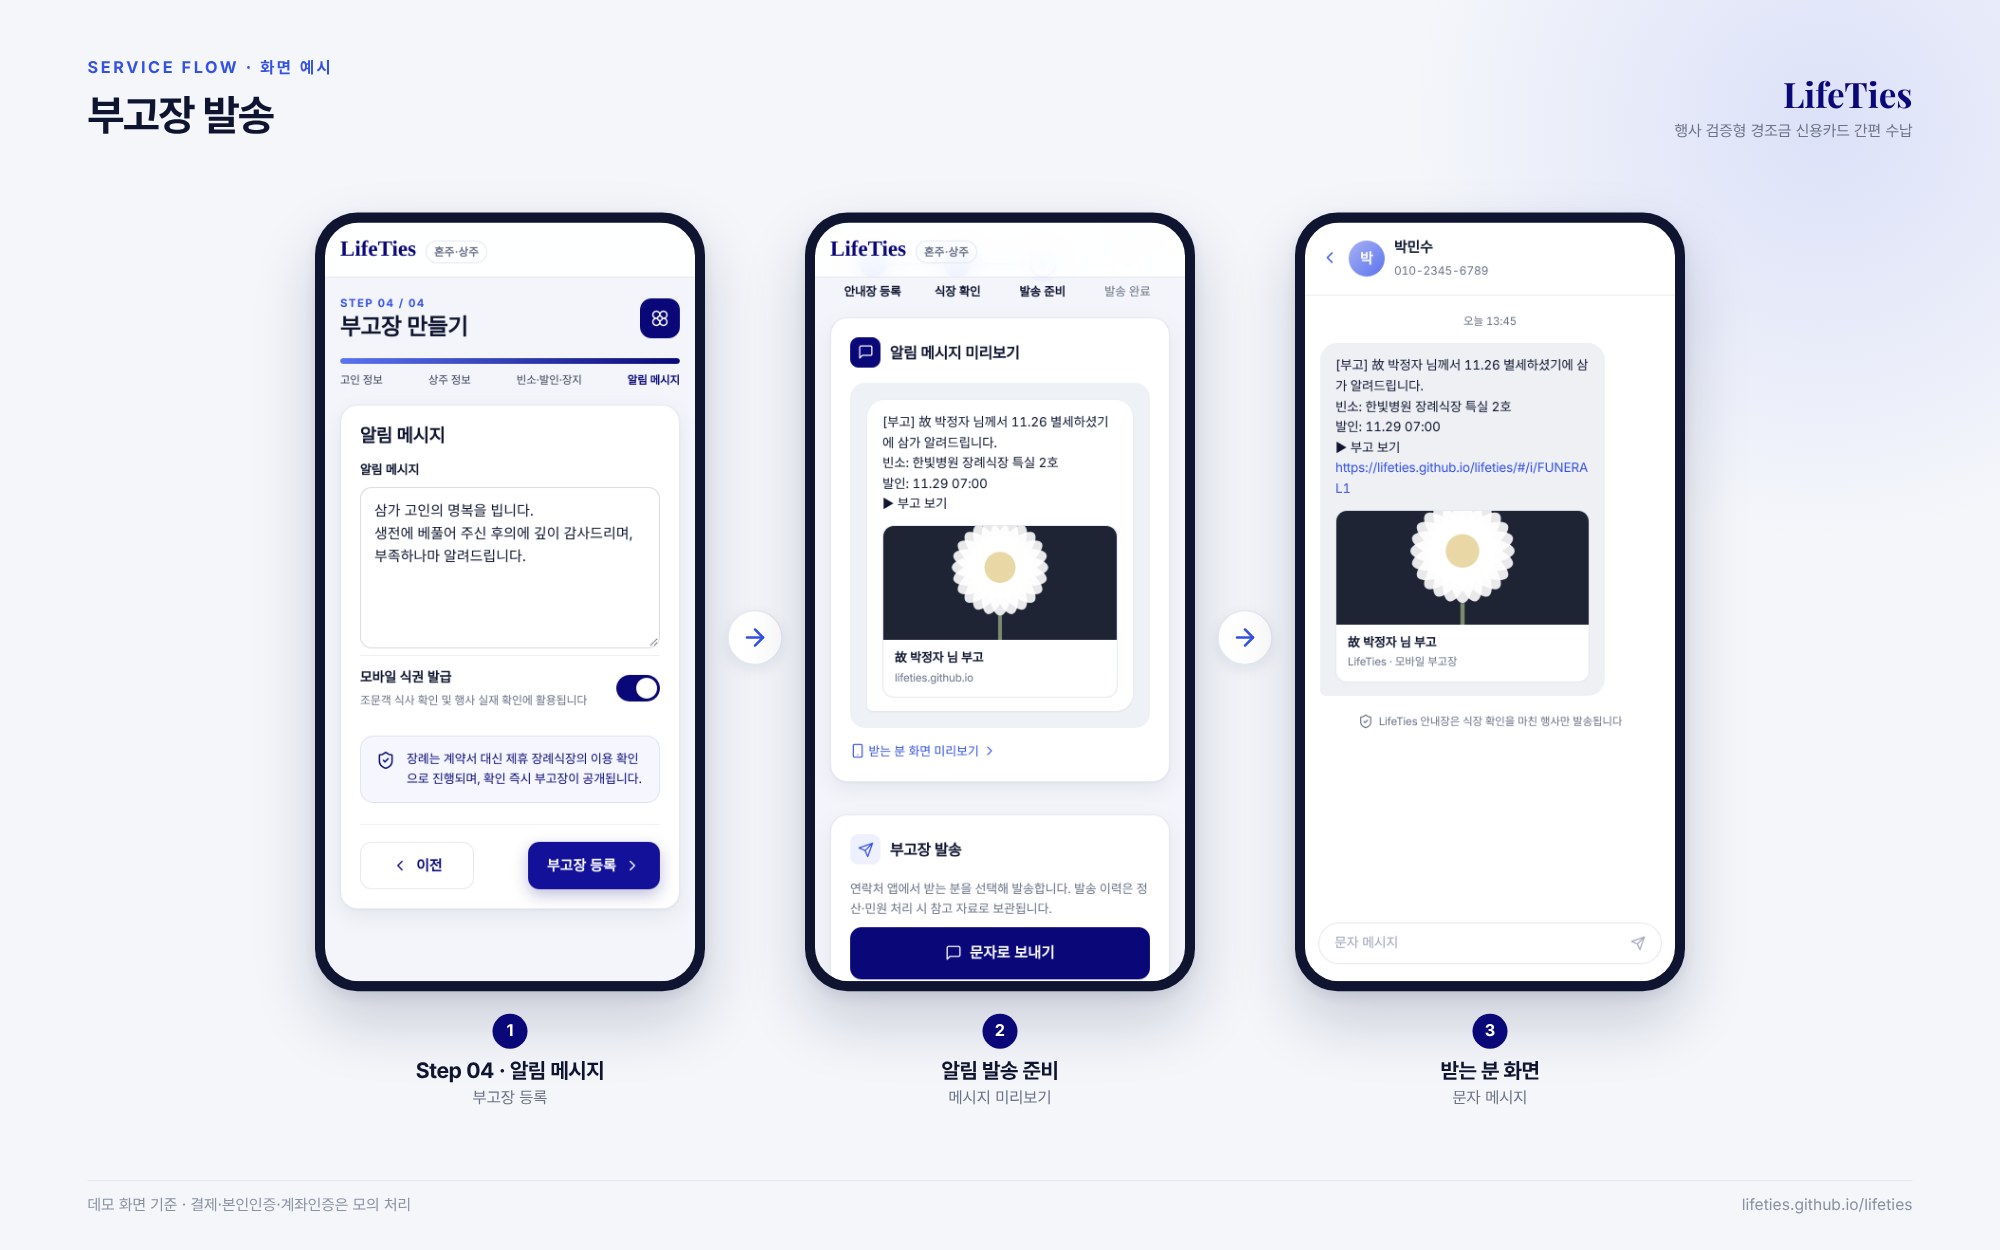 SERVICE FLOW · 화면 예시
부고장 발송
LifeTies
행사 검증형 경조금 신용카드 간편 수납
LifeTies 혼주·상주
STEP 04 / 04
부고장 만들기
고인 정보 상주 정보 빈소·발인·장지 알림 메시지
알림 메시지
알림 메시지
삼가 고인의 명복을 빕니다.
생전에 베풀어 주신 후의에 깊이 감사드리며,
부족하나마 알려드립니다.
모바일 식권 발급
조문객 식사 확인 및 행사 실재 확인에 활용됩니다
장례는 계약서 대신 제휴 장례식장의 이용 확인
으로 진행되며, 확인 즉시 부고장이 공개됩니다.
이전 부고장 등록
1
Step 04 · 알림 메시지
부고장 등록
LifeTies 혼주·상주
안내장 등록 식장 확인 발송 준비 발송 완료
알림 메시지 미리보기
[부고] 故 박정자 님께서 11.26 별세하셨기
에 삼가 알려드립니다.
빈소: 한빛병원 장례식장 특실 2호
발인: 11.29 07:00
▶ 부고 보기
故 박정자 님 부고
lifeties.github.io
받는 분 화면 미리보기
부고장 발송
연락처 앱에서 받는 분을 선택해 발송합니다. 발송 이력은 정
산·민원 처리 시 참고 자료로 보관됩니다.
문자로 보내기
2
알림 발송 준비
메시지 미리보기
박 박민수
010-2345-6789
오늘 13:45
[부고] 故 박정자 님께서 11.26 별세하셨기에 삼
가 알려드립니다.
빈소: 한빛병원 장례식장 특실 2호
발인: 11.29 07:00
▶ 부고 보기
https://lifeties.github.io/lifeties/#/i/FUNERA
L1
故 박정자 님 부고
LifeTies · 모바일 부고장
LifeTies 안내장은 식장 확인을 마친 행사만 발송됩니다
문자 메시지
3
받는 분 화면
문자 메시지
데모 화면 기준 · 결제·본인인증·계좌인증은 모의 처리
lifeties.github.io/lifeties